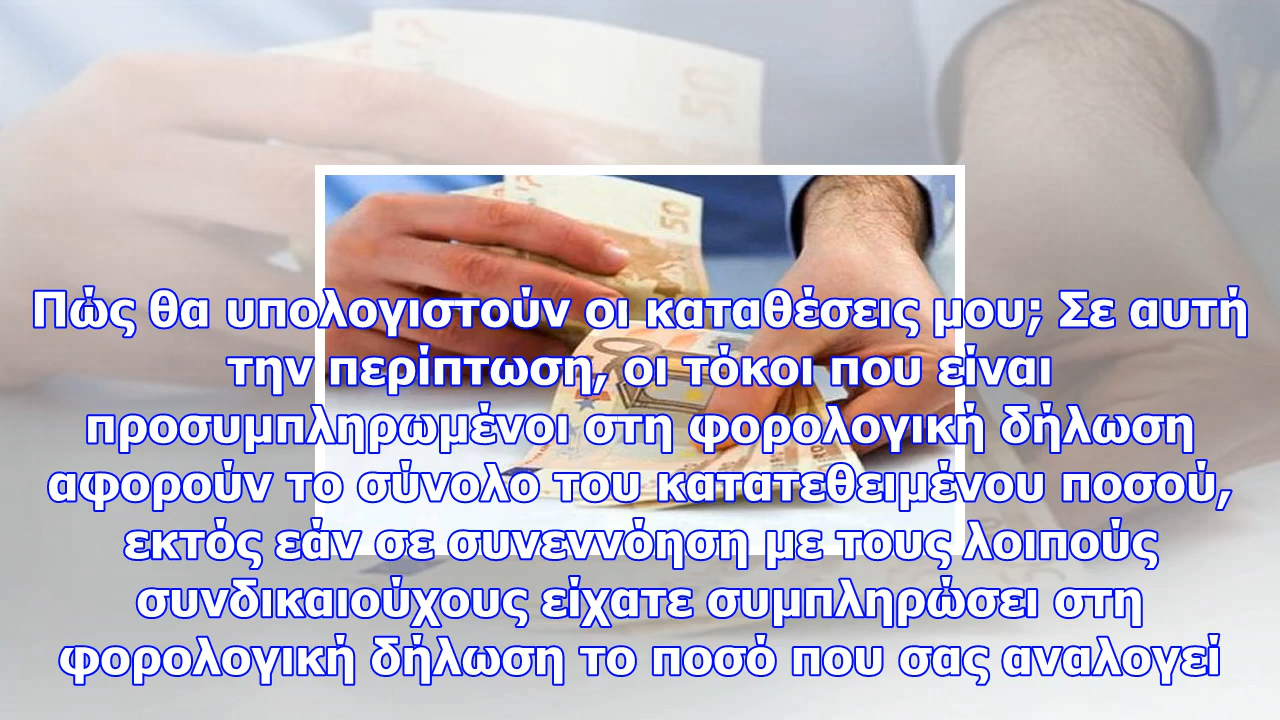 Πώς θα υπολογιστούν οι καταθέσεις μου; Σε αυτή
την περίπτωση, οι τόκοι που είναι
προσυμπληρωμένοι στη φορολογική δήλωση
αφορούν το σύνολο του κατατεθειμένου ποσού,
εκτός εάν σε συνεννόηση με τους λοιπούς
συνδικαιούχους είχατε συμπληρώσει στη
φορολογική δήλωση το ποσό που σας αναλογεί
50
50